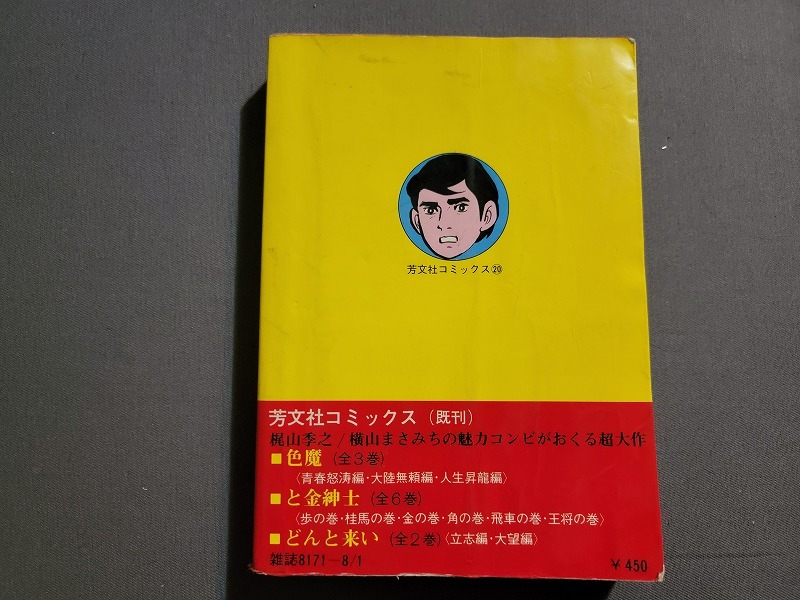 芳文社コミックス⑳
芳文社コミックス(既刊)
梶山季之/横山まさみちの魅力コンビがおくる超大作
■色魔(全3巻)
〈青春怒涛編・大陸無頼編・人生昇龍編〉
■と金紳士(全6巻)
〈歩の巻・桂馬の巻・金の巻・角の巻・飛車の巻・王将の巻〉
■どんと来い(全2巻)〈立志編・大望編〉
雑誌8171-8/1
¥450